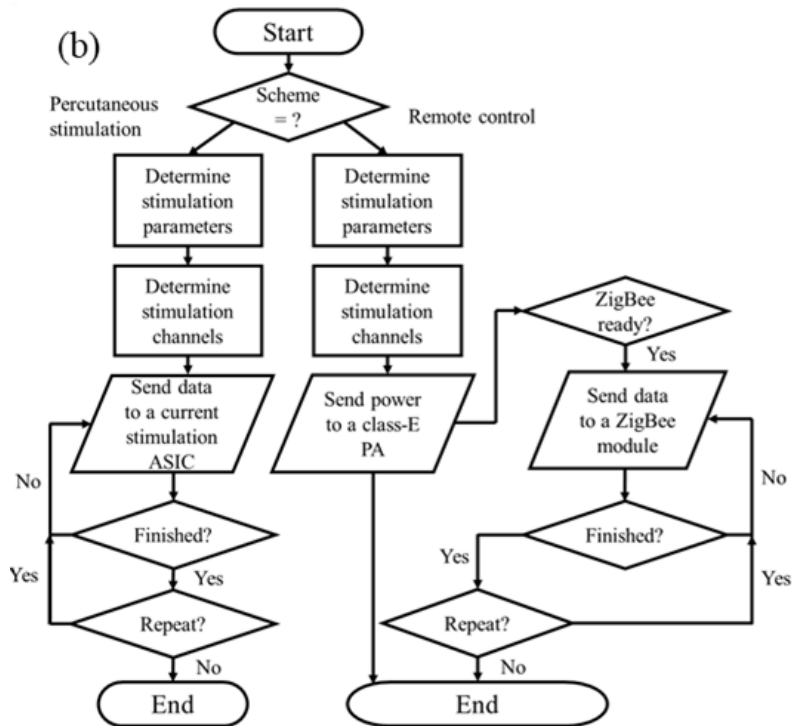 (b)
Start
Scheme
= ?
Percutaneous
stimulation
Remote control
Determine
stimulation
parameters
Determine
stimulation
parameters
Determine
stimulation
channels
Determine
stimulation
channels
ZigBee
ready?
Yes
Send data
to a current
stimulation
ASIC
Send power
to a class-E
PA
Send data
to a ZigBee
module
No
No
Finished?
Finished?
Yes
Yes
Yes
Yes
Repeat?
Repeat?
No
No
End
End